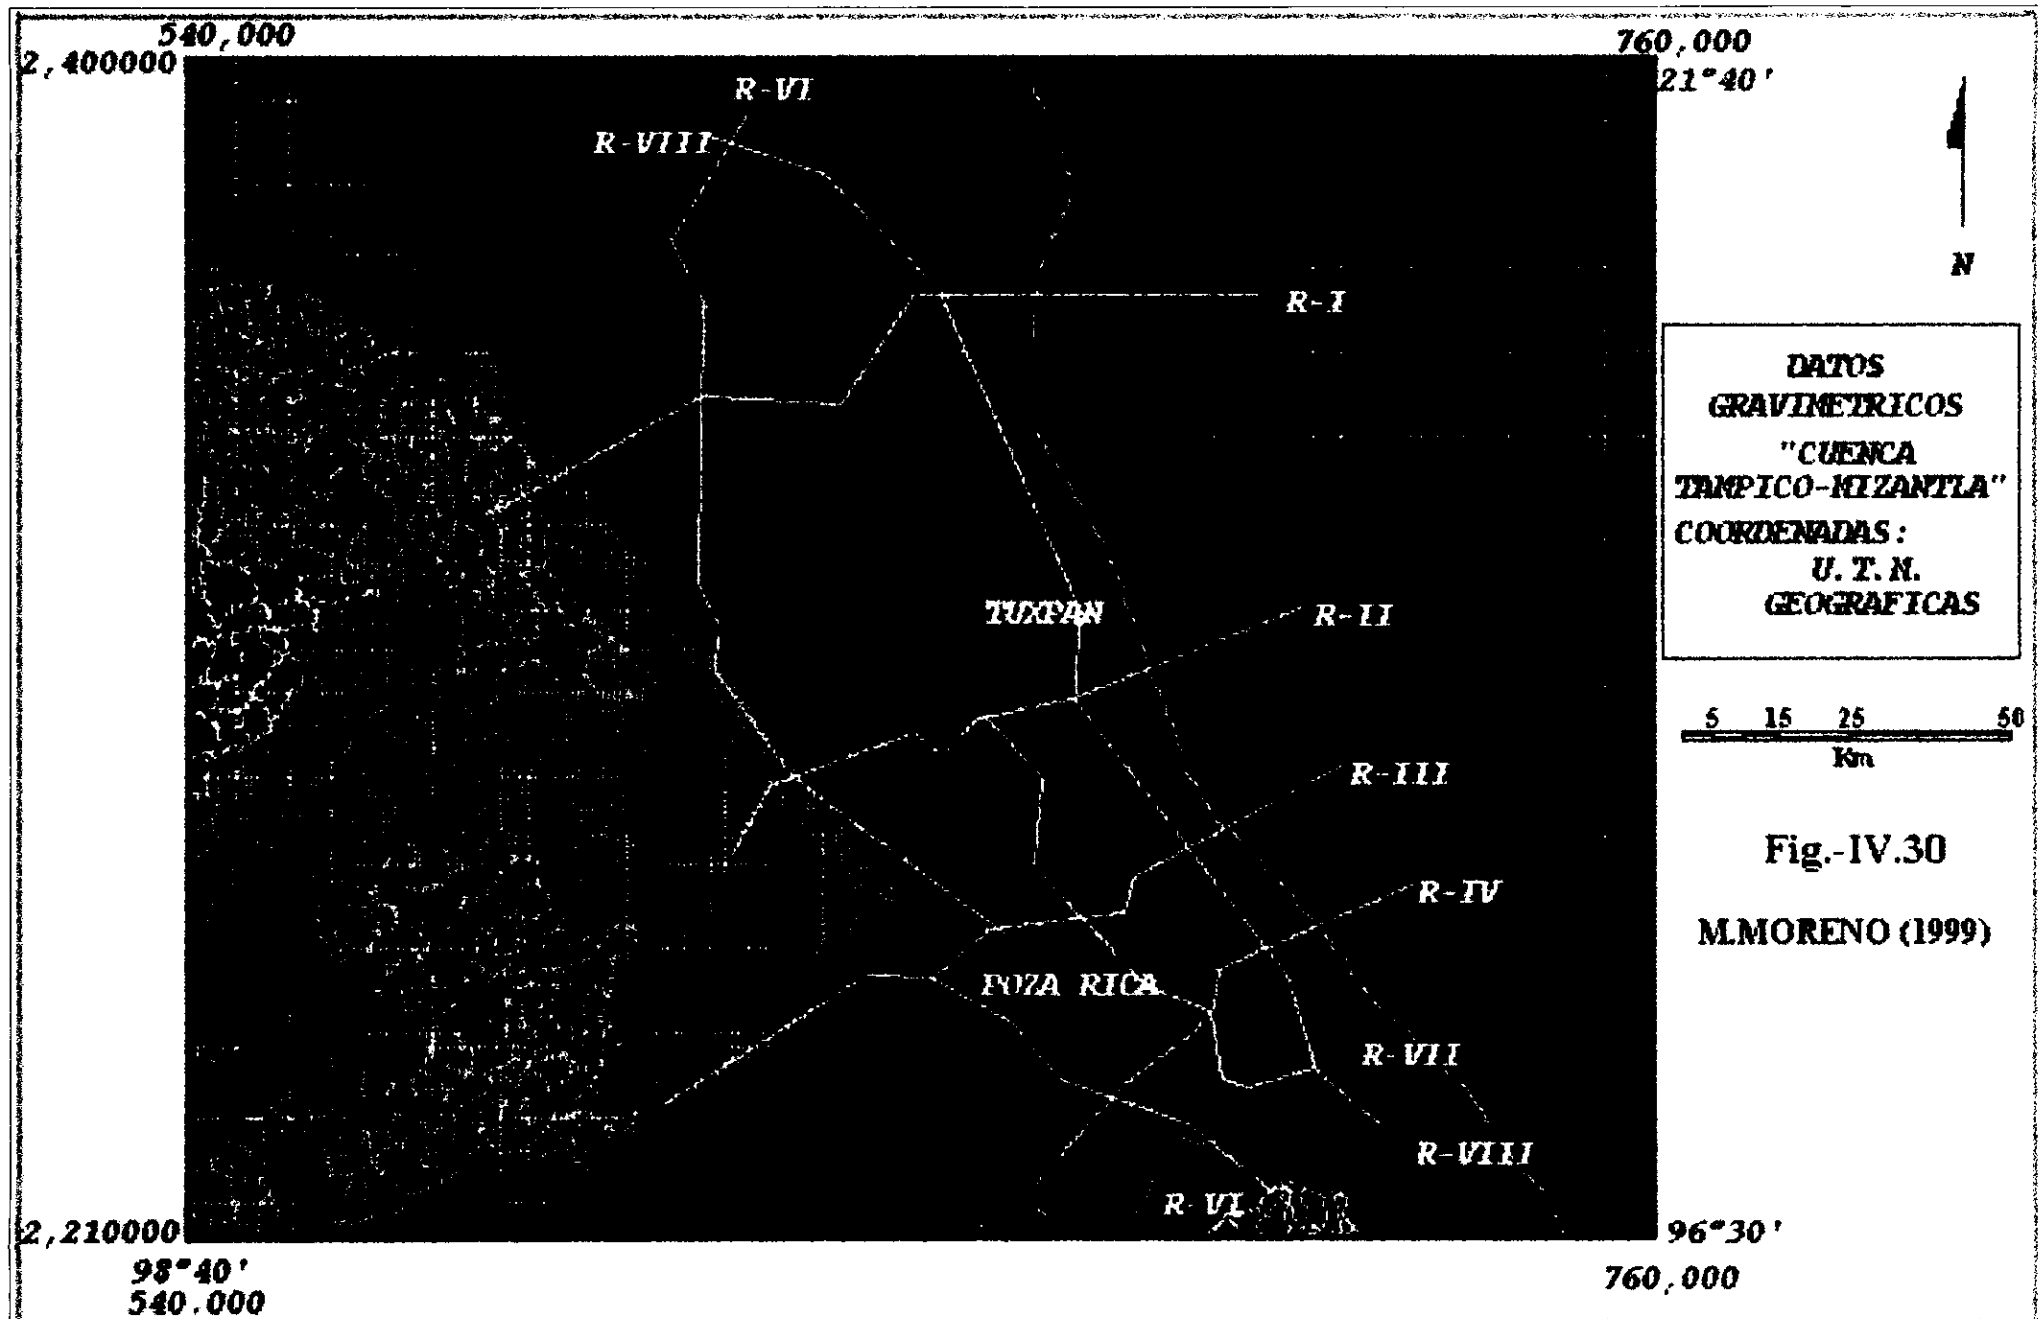 540,000
760,000
2,400000
21°40'
R-VI
R-VIII
N
R-I
DATOS
GRAVIMETRICOS
"CUENCA
TAMPICO-MIZANTLA"
COORDENADAS:
U.T.M.
GEOGRAFICAS
TUXPAN
R-II
5 15 25 50
Km
R-III
Fig.-IV.30
R-IV
M.MORENO (1999)
POZA RICA
R-VII
R-VIII
R-VI
2,210000
96°30'
98°40'
760,000
540.000